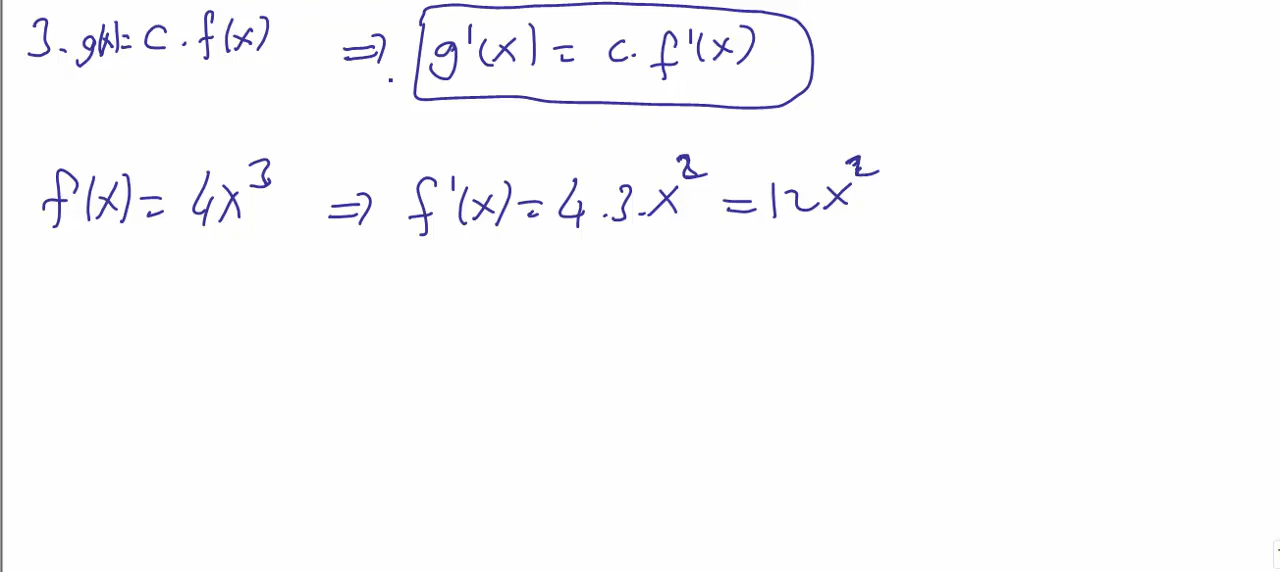 3. g(x)= c . f(x) ⇒. g'(x) = c. f'(x)
f(x) = 4x³ ⇒ f'(x) = 4.3.x² = 12x²